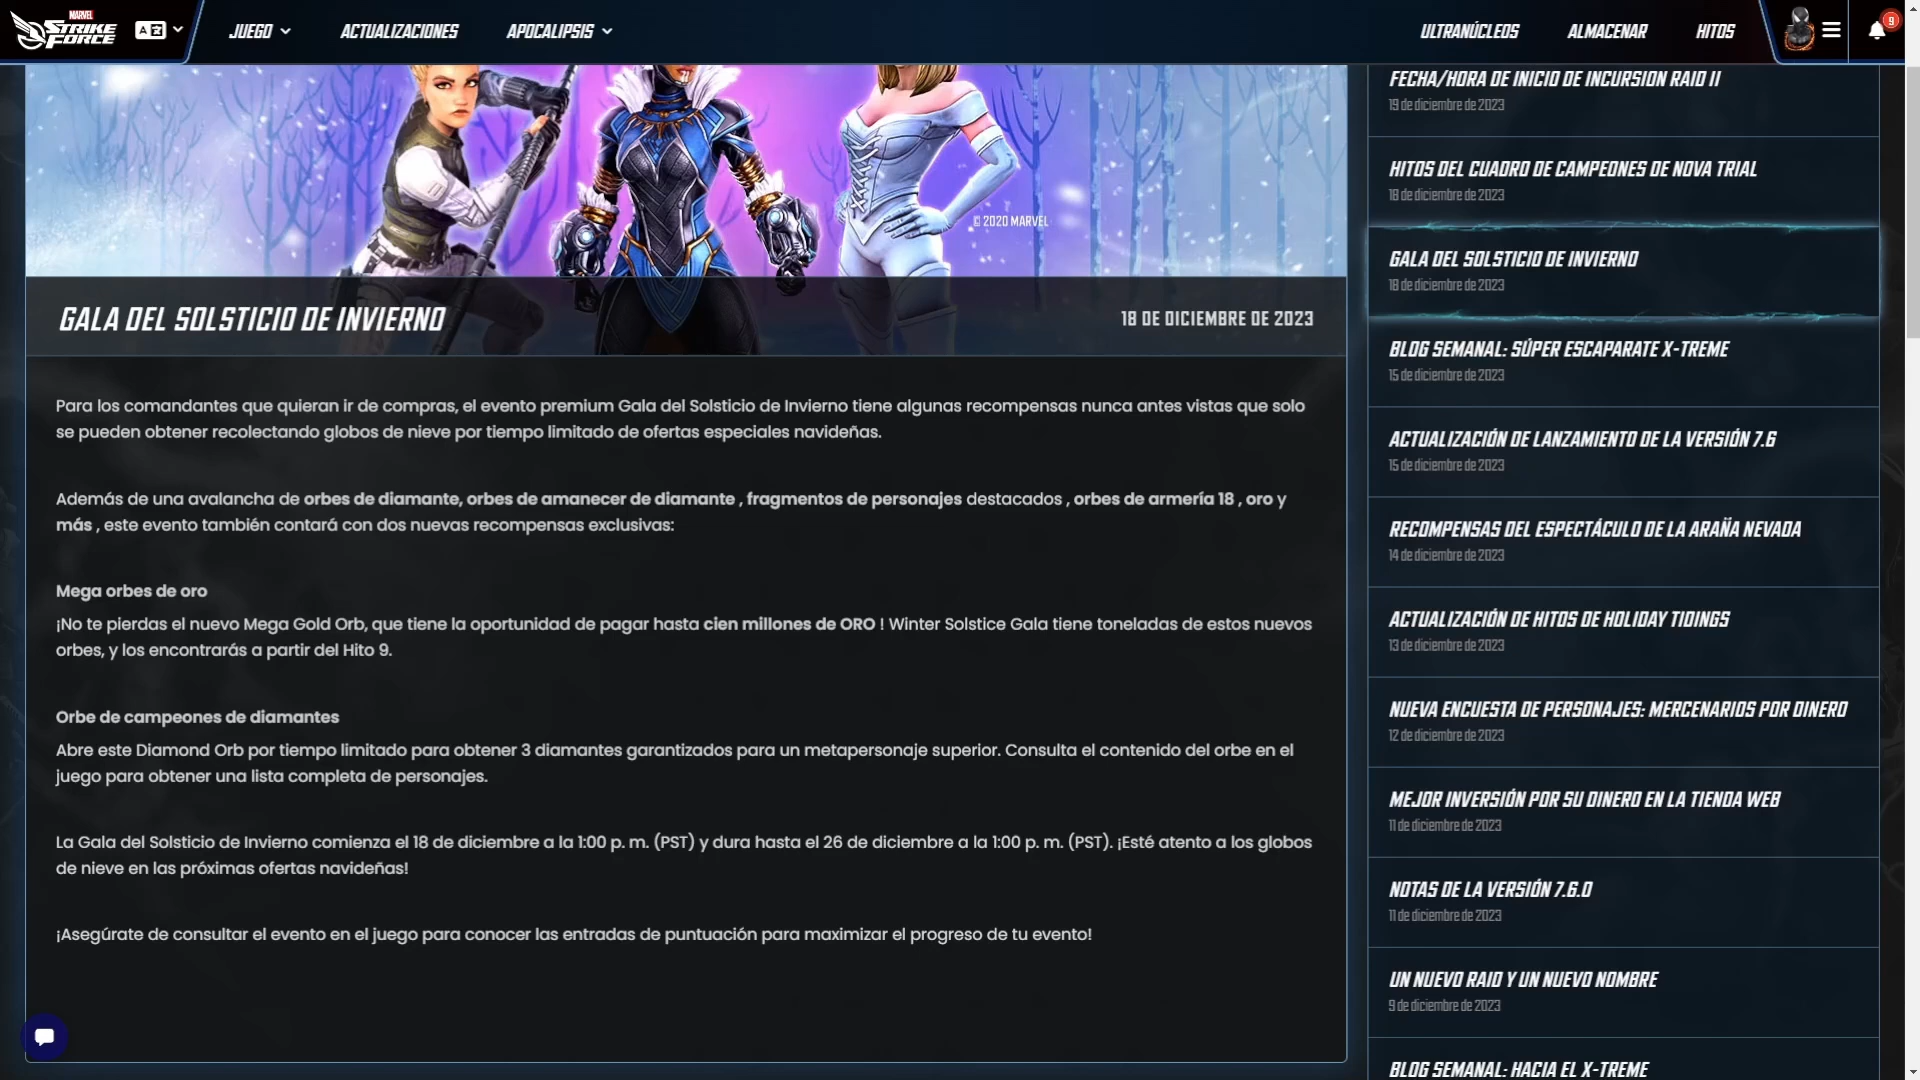 MARVEL
STRIKE
FORCE
JUEGO
ACTUALIZACIONES
APOCALIPSIS
ULTRANÚCLEOS
ALMACENAR
HITOS
9
© 2020 MARVEL
GALA DEL SOLSTICIO DE INVIERNO
18 DE DICIEMBRE DE 2023
Para los comandantes que quieran ir de compras, el evento premium Gala del Solsticio de Invierno tiene algunas recompensas nunca antes vistas que solo
se pueden obtener recolectando globos de nieve por tiempo limitado de ofertas especiales navideñas.
Además de una avalancha de orbes de diamante, orbes de amanecer de diamante , fragmentos de personajes destacados , orbes de armería 18 , oro y
más , este evento también contará con dos nuevas recompensas exclusivas:
Mega orbes de oro
¡No te pierdas el nuevo Mega Gold Orb, que tiene la oportunidad de pagar hasta cien millones de ORO ! Winter Solstice Gala tiene toneladas de estos nuevos
orbes, y los encontrarás a partir del Hito 9.
Orbe de campeones de diamantes
Abre este Diamond Orb por tiempo limitado para obtener 3 diamantes garantizados para un metapersonaje superior. Consulta el contenido del orbe en el
juego para obtener una lista completa de personajes.
La Gala del Solsticio de Invierno comienza el 18 de diciembre a la 1:00 p. m. (PST) y dura hasta el 26 de diciembre a la 1:00 p. m. (PST). ¡Esté atento a los globos
de nieve en las próximas ofertas navideñas!
¡Asegúrate de consultar el evento en el juego para conocer las entradas de puntuación para maximizar el progreso de tu evento!
FECHA/HORA DE INICIO DE INCURSION RAID II
19 de diciembre de 2023
HITOS DEL CUADRO DE CAMPEONES DE NOVA TRIAL
18 de diciembre de 2023
GALA DEL SOLSTICIO DE INVIERNO
18 de diciembre de 2023
BLOG SEMANAL: SÚPER ESCAPARATE X-TREME
15 de diciembre de 2023
ACTUALIZACIÓN DE LANZAMIENTO DE LA VERSIÓN 7.6
15 de diciembre de 2023
RECOMPENSAS DEL ESPECTÁCULO DE LA ARAÑA NEVADA
14 de diciembre de 2023
ACTUALIZACIÓN DE HITOS DE HOLIDAY TIDINGS
13 de diciembre de 2023
NUEVA ENCUESTA DE PERSONAJES: MERCENARIOS POR DINERO
12 de diciembre de 2023
MEJOR INVERSIÓN POR SU DINERO EN LA TIENDA WEB
11 de diciembre de 2023
NOTAS DE LA VERSIÓN 7.6.0
11 de diciembre de 2023
UN NUEVO RAID Y UN NUEVO NOMBRE
9 de diciembre de 2023
BLOG SEMANAL: HACIA EL X-TREME